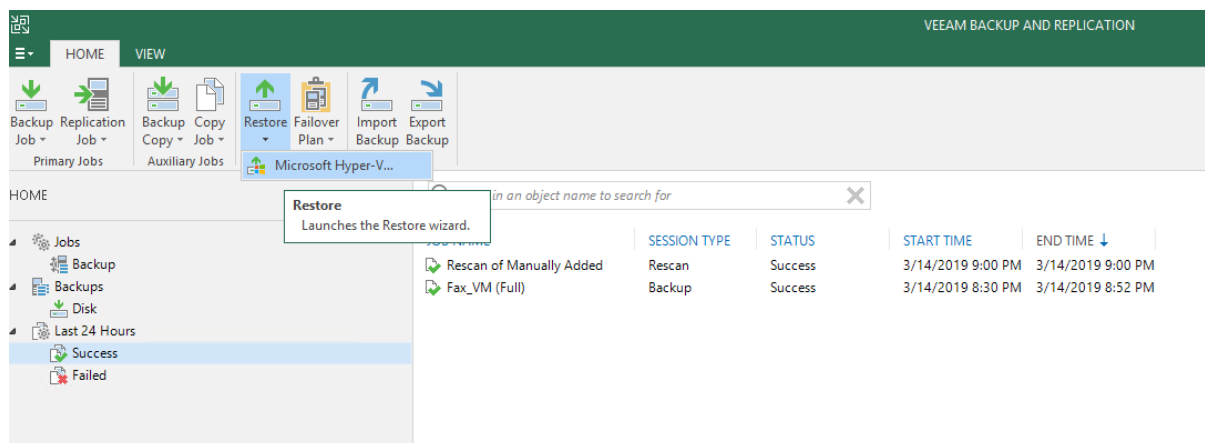 VEEAM BACKUP AND REPLICATION
HOME VIEW
Backup Replication Backup Copy Restore Failover Import Export
Job Job Copy Job Plan Backup Backup
Primary Jobs Auxiliary Jobs
Microsoft Hyper-V...
HOME
in an object name to search for
Restore
Launches the Restore wizard.
SESSION TYPE STATUS START TIME END TIME
Jobs
Backup
Rescan of Manually Added Rescan Success 3/14/2019 9:00 PM 3/14/2019 9:00 PM
Backups
Fax_VM (Full) Backup Success 3/14/2019 8:30 PM 3/14/2019 8:52 PM
Disk
Last 24 Hours
Success
Failed